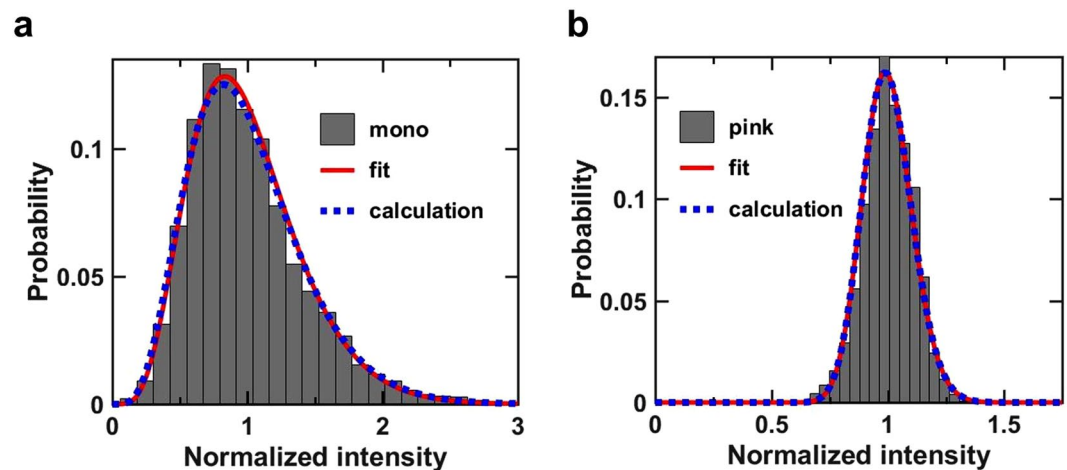 a
Probability
0.1
0.05
0
mono
fit
calculation
0 1 2 3
Normalized intensity
b
Probability
0.15
0.1
0.05
0
pink
fit
calculation
0 0.5 1 1.5
Normalized intensity